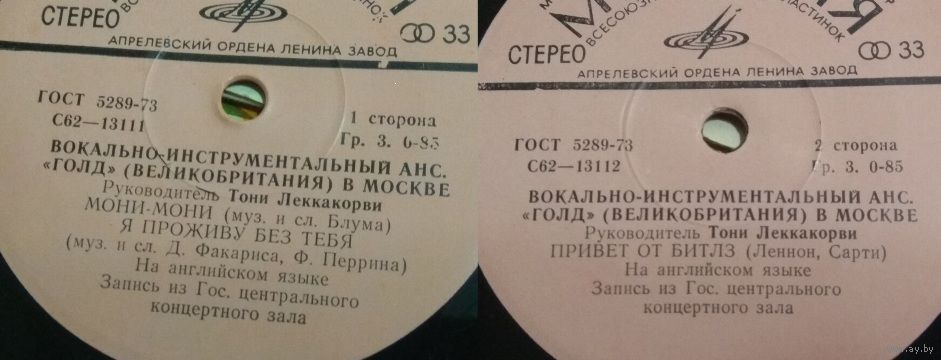 СТЕРЕО
33
АПРЕЛЕВСКИЙ ОРДЕНА ЛЕНИНА ЗАВОД
ГОСТ 5289-73
С62—13111
1 сторона
Гр. 3. 0-85
ВОКАЛЬНО-ИНСТРУМЕНТАЛЬНЫЙ АНС.
«ГОЛД» (ВЕЛИКОБРИТАНИЯ) В МОСКВЕ
Руководитель Тони Леккакорви
МОНИ-МОНИ (муз. и сл. Блума)
Я ПРОЖИВУ БЕЗ ТЕБЯ
(муз. и сл. Д. Факариса, Ф. Перрина)
На английском языке
Запись из Гос. центрального
концертного зала
СТЕРЕО
33
АПРЕЛЕВСКИЙ ОРДЕНА ЛЕНИНА ЗАВОД
ГОСТ 5289-73
С62—13112
2 сторона
Гр. 3. 0-85
ВОКАЛЬНО-ИНСТРУМЕНТАЛЬНЫЙ АНС.
«ГОЛД» (ВЕЛИКОБРИТАНИЯ) В МОСКВЕ
Руководитель Тони Леккакорви
ПРИВЕТ ОТ БИТЛЗ (Леннон, Сарти)
На английском языке
Запись из Гос. центрального
концертного зала
ay.by